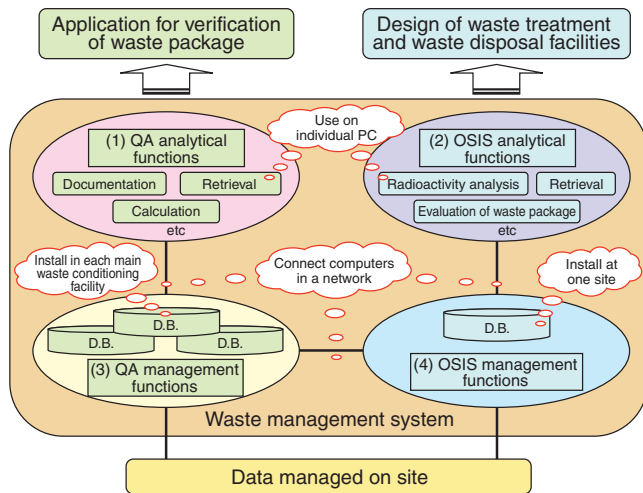 Application for verification
of waste package
Design of waste treatment
and waste disposal facilities
Use on
individual PC
(1) QA analytical
functions
Documentation
Retrieval
Calculation
etc
(2) OSIS analytical
functions
Radioactivity analysis
Retrieval
Evaluation of waste package
etc
Install in each main
waste conditioning
facility
Connect computers
in a network
Install at
one site
D.B.
D.B.
D.B.
(3) QA management
functions
D.B.
(4) OSIS management
functions
Waste management system
Data managed on site